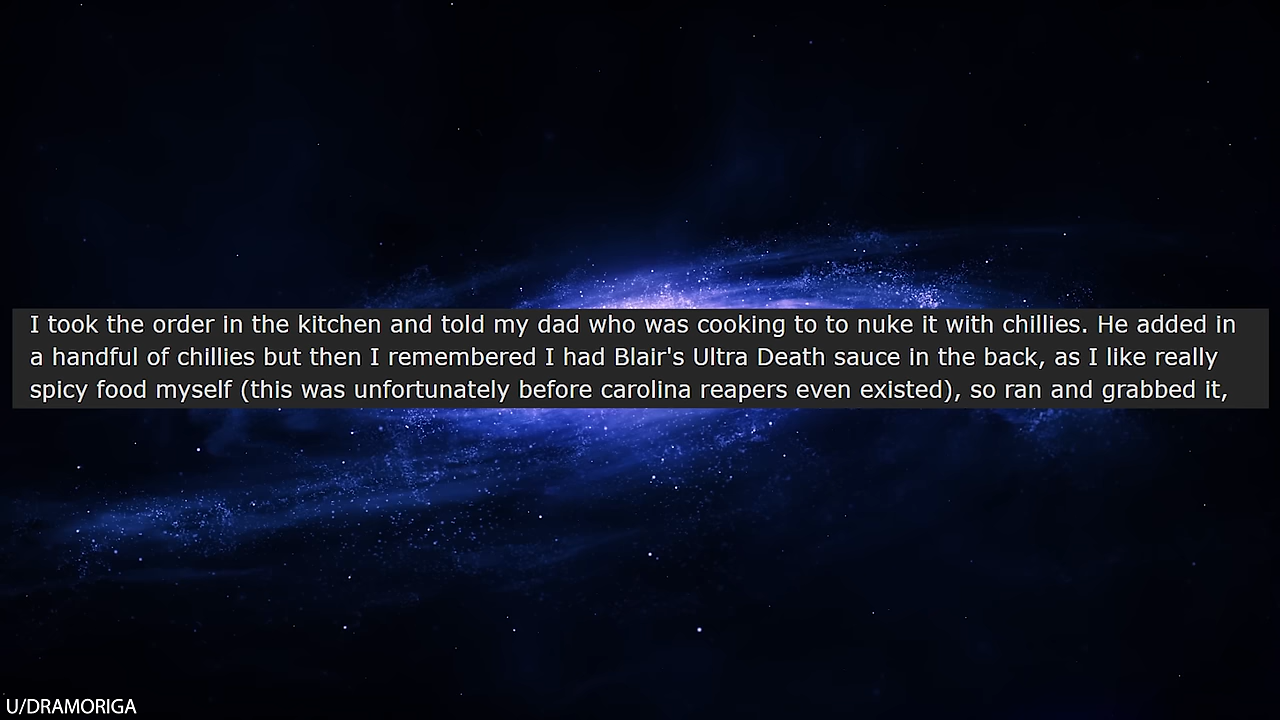 I took the order in the kitchen and told my dad who was cooking to to nuke it with chillies. He added in
a handful of chillies but then I remembered I had Blair's Ultra Death sauce in the back, as I like really
spicy food myself (this was unfortunately before carolina reapers even existed), so ran and grabbed it,
U/DRAMORIGA